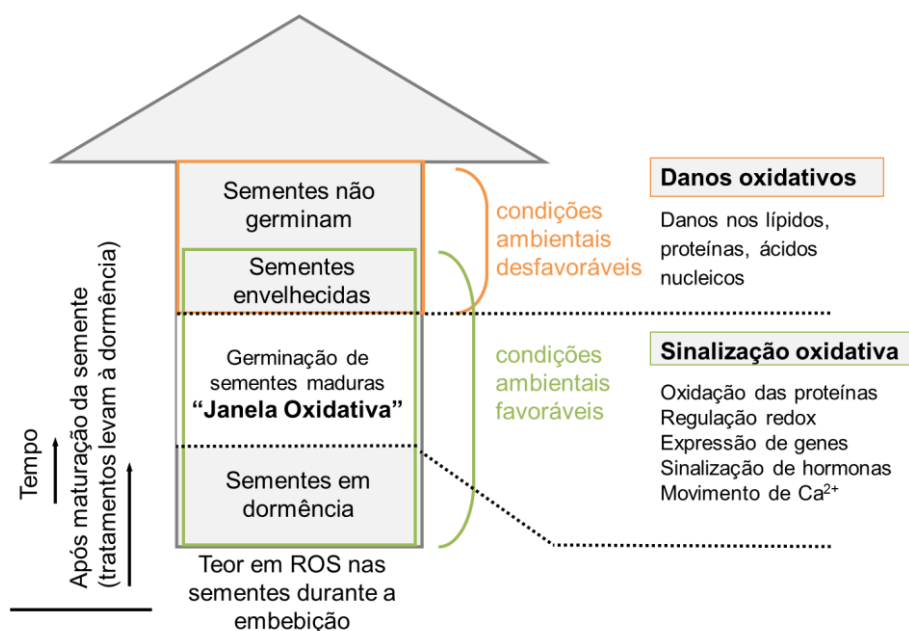 Sementes não
germinam
Sementes
envelhecidas
Germinação de
sementes maduras
“Janela Oxidativa”
Sementes em
dormência
Teor em ROS nas
sementes durante a
embebição
Tempo
Após maturação da semente
(tratamentos levam à dormência)
condições
ambientais
desfavoráveis
condições
ambientais
favoráveis
Danos oxidativos
Danos nos lípidos,
proteínas, ácidos
nucleicos
Sinalização oxidativa
Oxidação das proteínas
Regulação redox
Expressão de genes
Sinalização de hormonas
Movimento de Ca²⁺